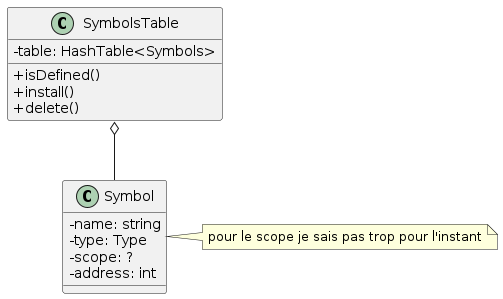 C SymbolsTable
-table: HashTable<Symbols>
+isDefined()
+install()
+delete()
C Symbol
-name: string
-type: Type
-scope: ?
-address: int
pour le scope je sais pas trop pour l'instant